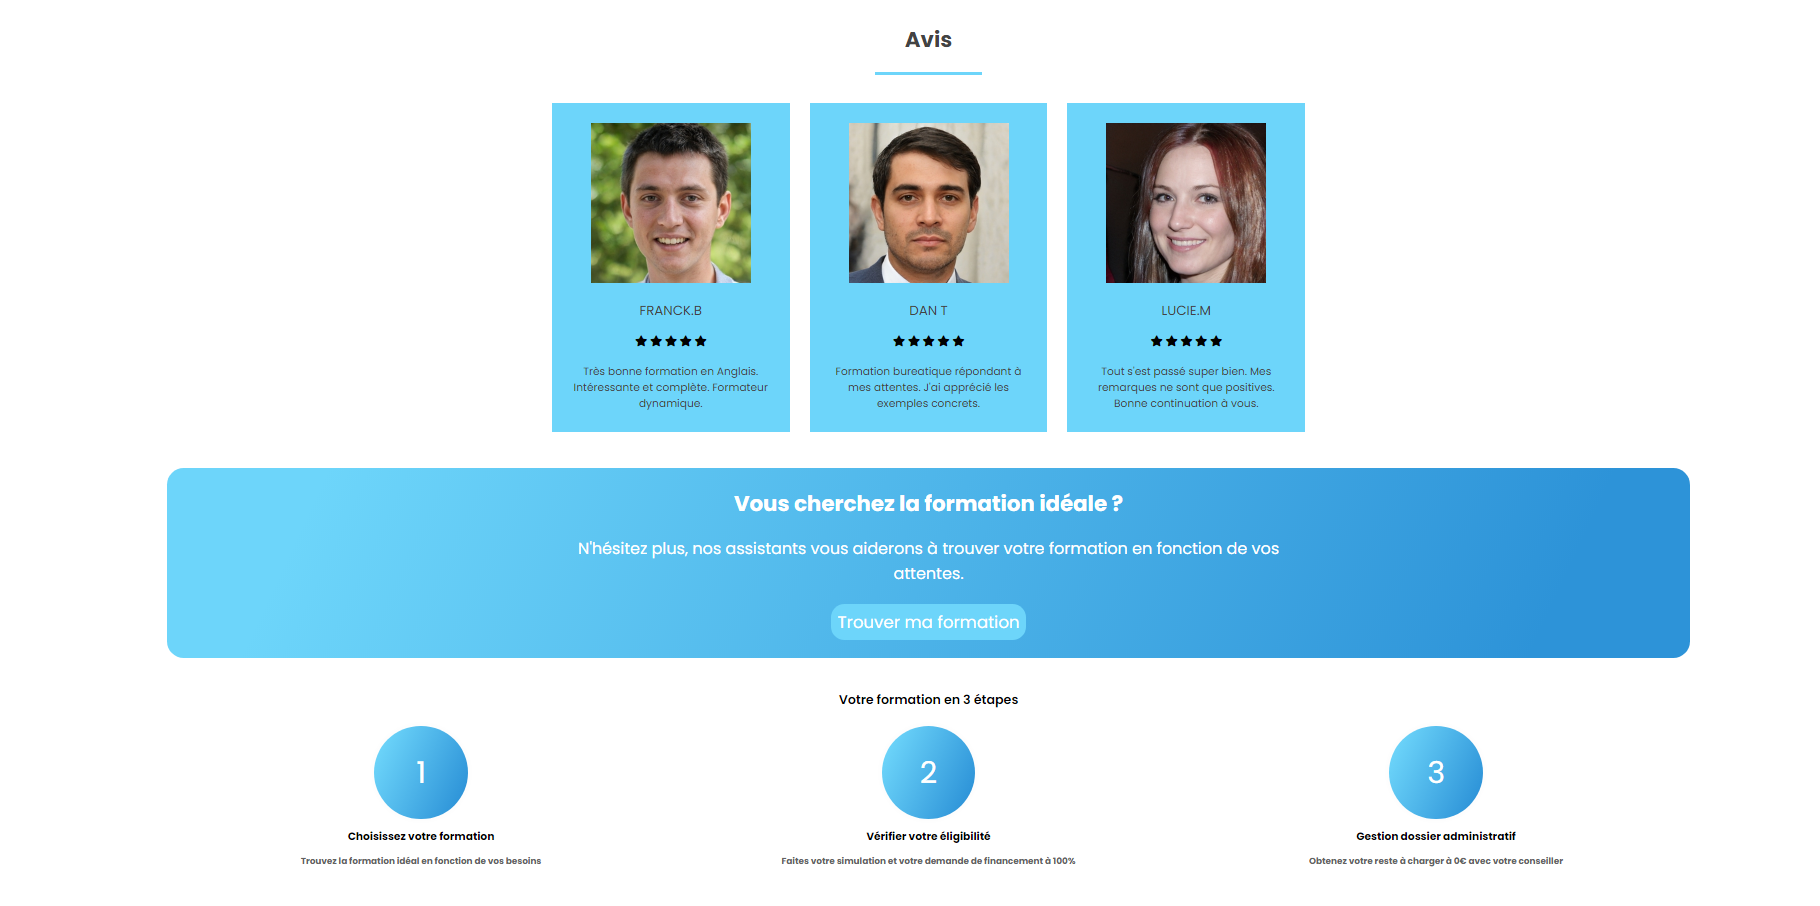 Avis
FRANCK.B
Très bonne formation en Anglais.
Intéressante et complète. Formateur
dynamique.
DAN T
Formation bureatique répondant à
mes attentes. J'ai apprécié les
exemples concrets.
LUCIE.M
Tout s'est passé super bien. Mes
remarques ne sont que positives.
Bonne continuation à vous.
Vous cherchez la formation idéale ?
N'hésitez plus, nos assistants vous aiderons à trouver votre formation en fonction de vos
attentes.
Trouver ma formation
Votre formation en 3 étapes
1
Choisissez votre formation
Trouvez la formation idéal en fonction de vos besoins
2
Vérifier votre éligibilité
Faites votre simulation et votre demande de financement à 100%
3
Gestion dossier administratif
Obtenez votre reste à charger à 0€ avec votre conseiller